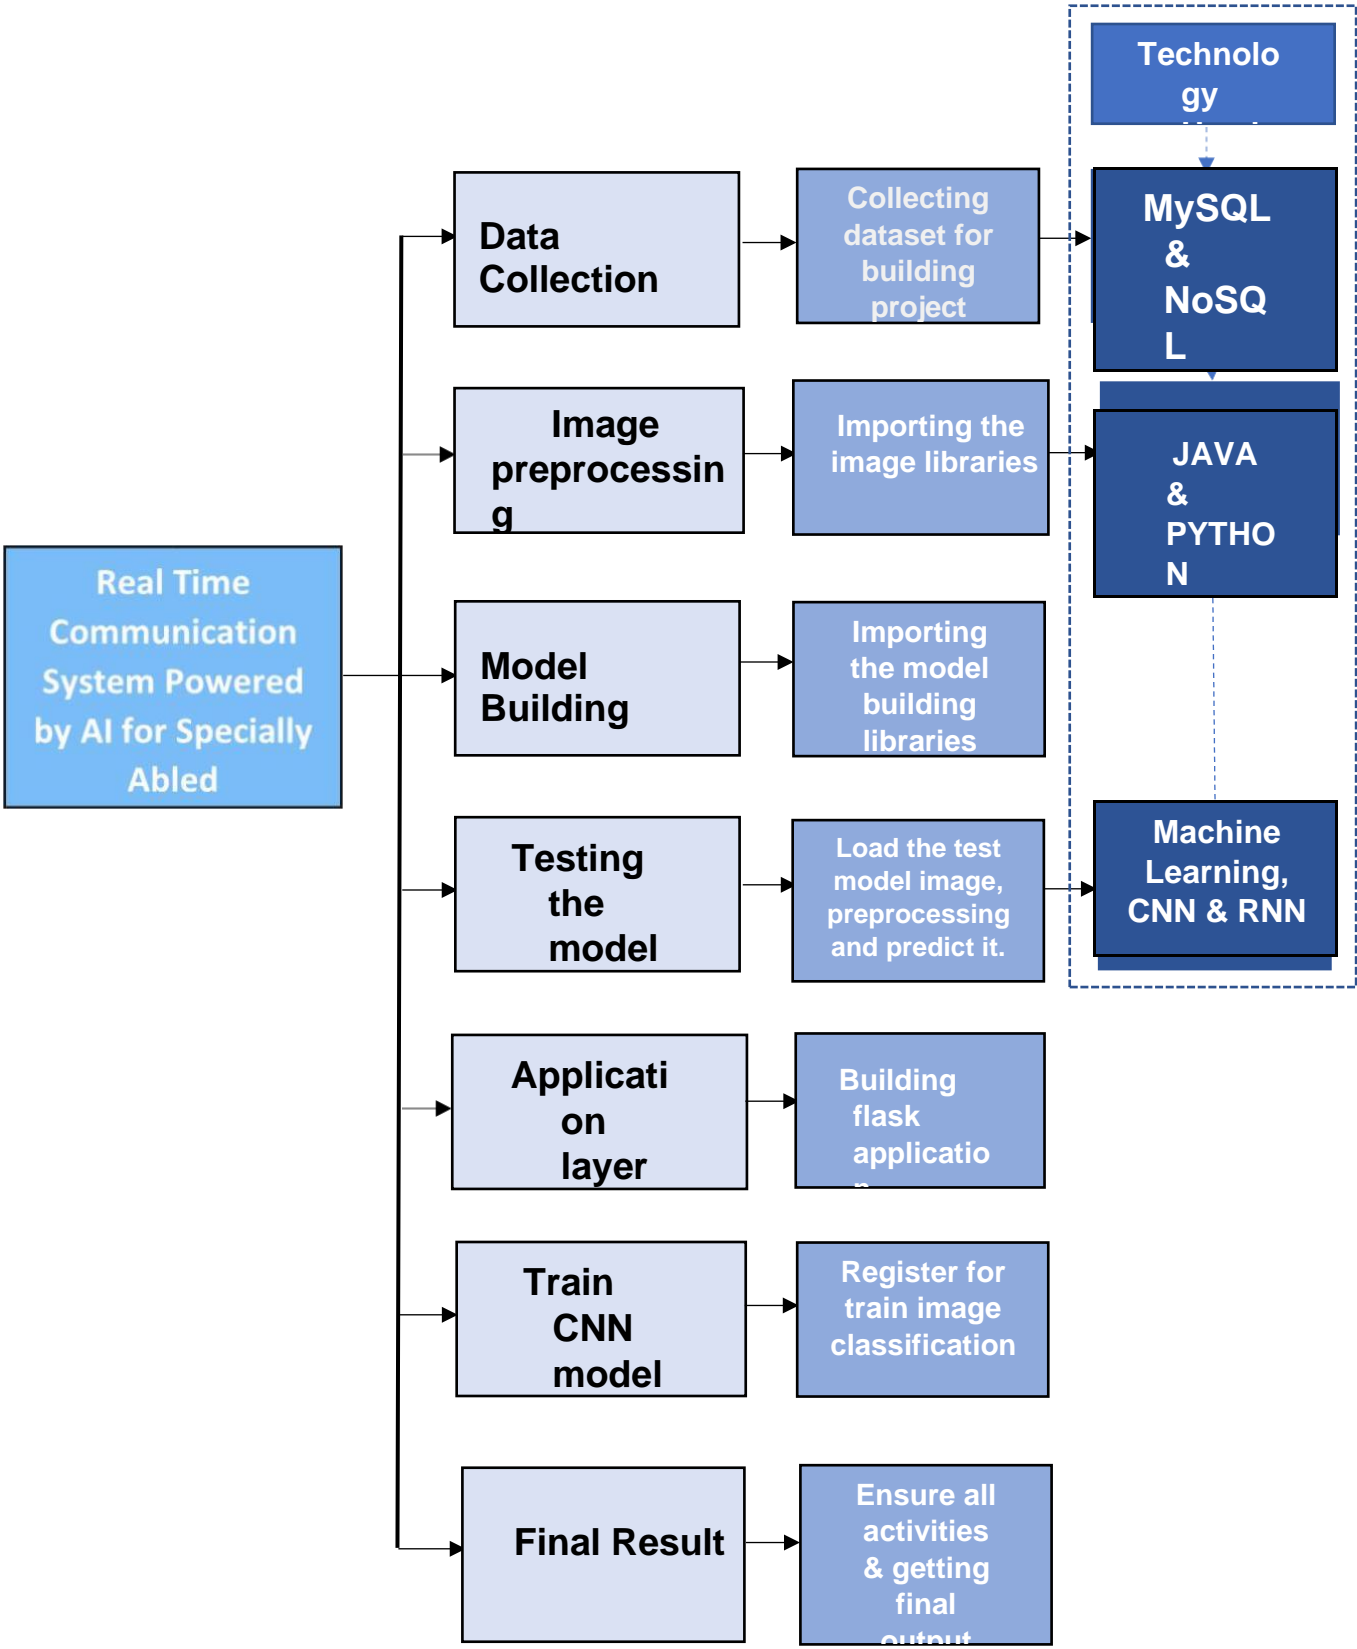 Technolo
gy
Data
Collection
Collecting
dataset for
building
project
MySQL
&
NoSQ
L
Image
preprocessin
g
Importing the
image libraries
JAVA
&
PYTHO
N
Real Time
Communication
System Powered
by AI for Specially
Abled
Model
Building
Importing
the model
building
libraries
Testing
the
model
Load the test
model image,
preprocessing
and predict it.
Machine
Learning,
CNN & RNN
Applicati
on
layer
Building
flask
applicatio
n
Train
CNN
model
Register for
train image
classification
Final Result
Ensure all
activities
& getting
final
output